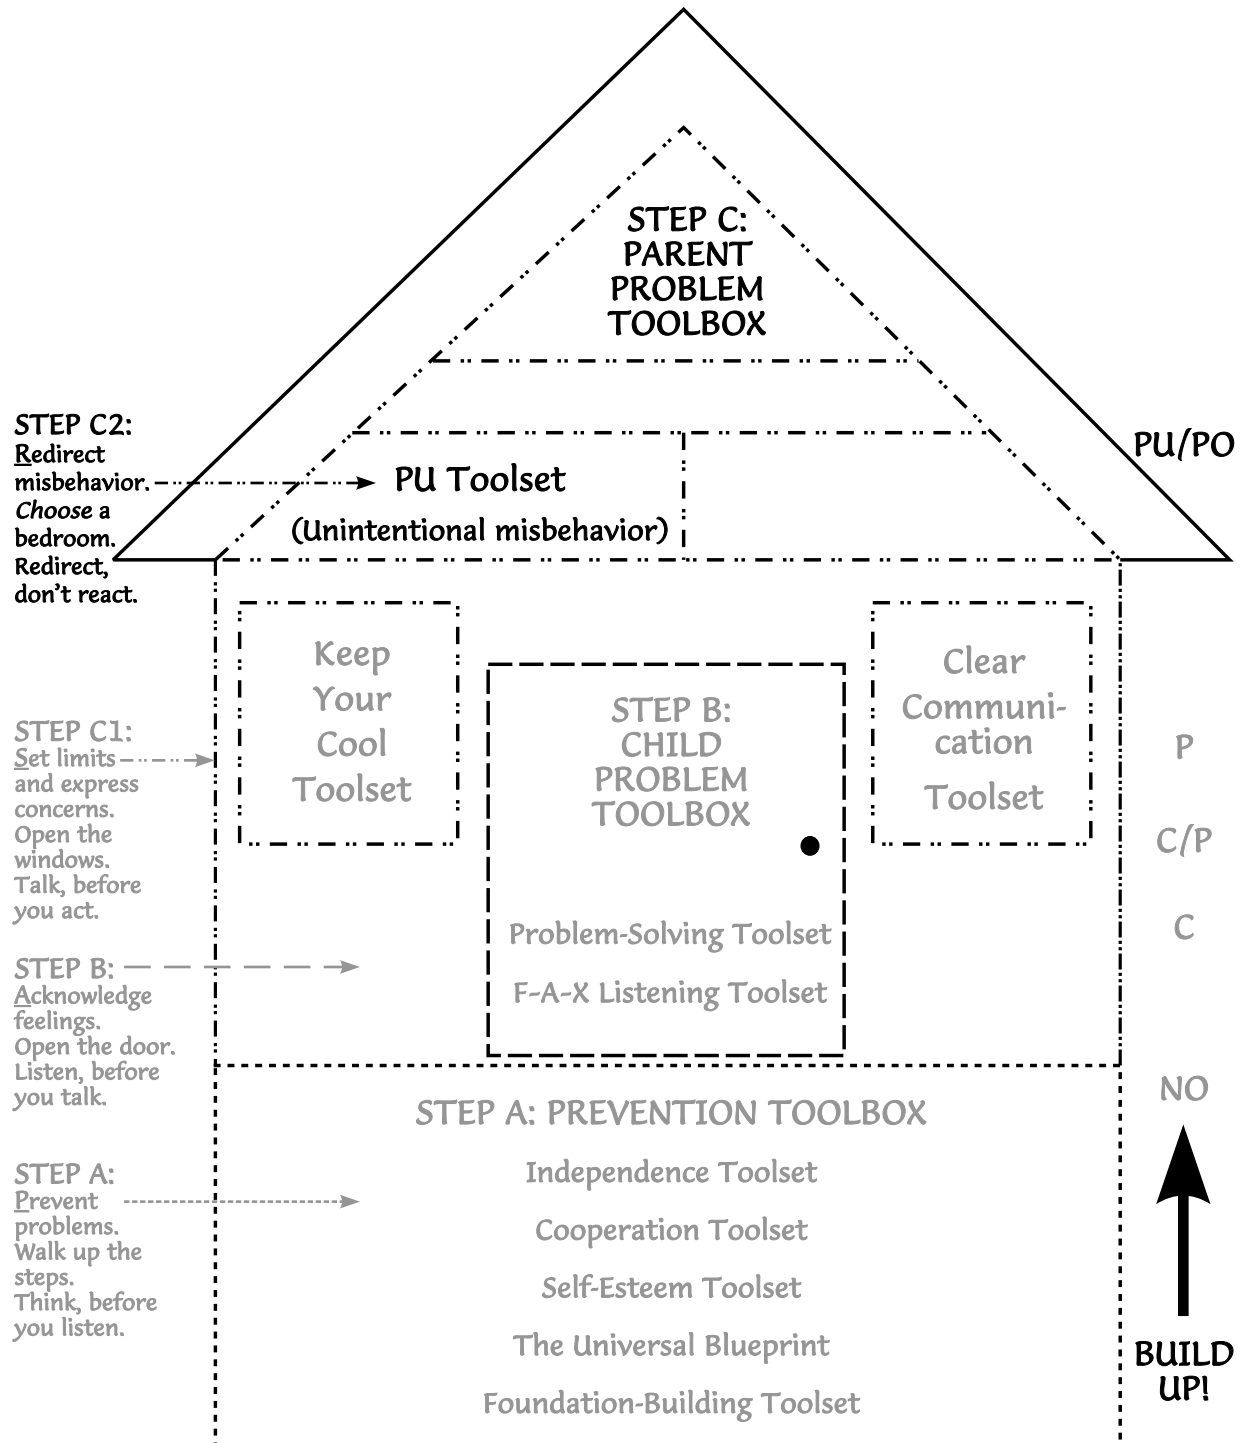 STEP C:
PARENT
PROBLEM
TOOLBOX
STEP C2:
Redirect
misbehavior.
Choose a
bedroom.
Redirect,
don't react.
PU/PO
PU Toolset
(Unintentional misbehavior)
Keep
Your
Cool
Toolset
STEP B:
CHILD
PROBLEM
TOOLBOX
Problem-Solving Toolset
F-A-X Listening Toolset
Clear
Communi-
cation
Toolset
STEP C1:
Set limits
and express
concerns.
Open the
windows.
Talk, before
you act.
P
C/P
C
STEP B:
Acknowledge
feelings.
Open the door.
Listen, before
you talk.
NO
STEP A: PREVENTION TOOLBOX
Independence Toolset
Cooperation Toolset
Self-Esteem Toolset
The Universal Blueprint
Foundation-Building Toolset
STEP A:
Prevent
problems.
Walk up the
steps.
Think, before
you listen.
BUILD
UP!